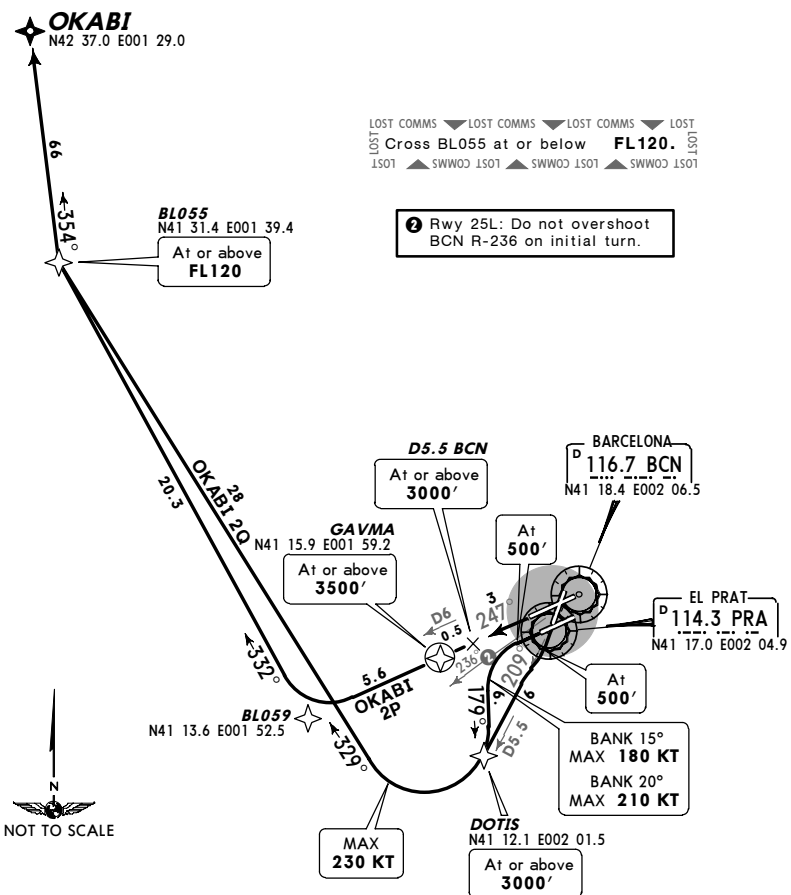 OKABI
N42 37.0 E001 29.0
66
354°
LOST COMMS LOST COMMS LOST COMMS LOST
LOST
Cross BL055 at or below FL120.
LOST
LOST COMMS LOST COMMS LOST COMMS LOST
BL055
N41 31.4 E001 39.4
At or above
FL120
2 Rwy 25L: Do not overshoot
BCN R-236 on initial turn.
D5.5 BCN
At or above
3000'
BARCELONA
D 116.7 BCN
N41 18.4 E002 06.5
28
OKABI 2Q
20.3
GAVMA
N41 15.9 E001 59.2
At or above
3500'
At
500'
EL PRAT
D 114.3 PRA
N41 17.0 E002 04.9
D6
0.5
3
247°
236° 2
209°
At
500'
332°
5.6
OKABI
2P
179°
6.
6
D5.5
BL059
N41 13.6 E001 52.5
329°
BANK 15°
MAX 180 KT
BANK 20°
MAX 210 KT
N
NOT TO SCALE
MAX
230 KT
DOTIS
N41 12.1 E002 01.5
At or above
3000'